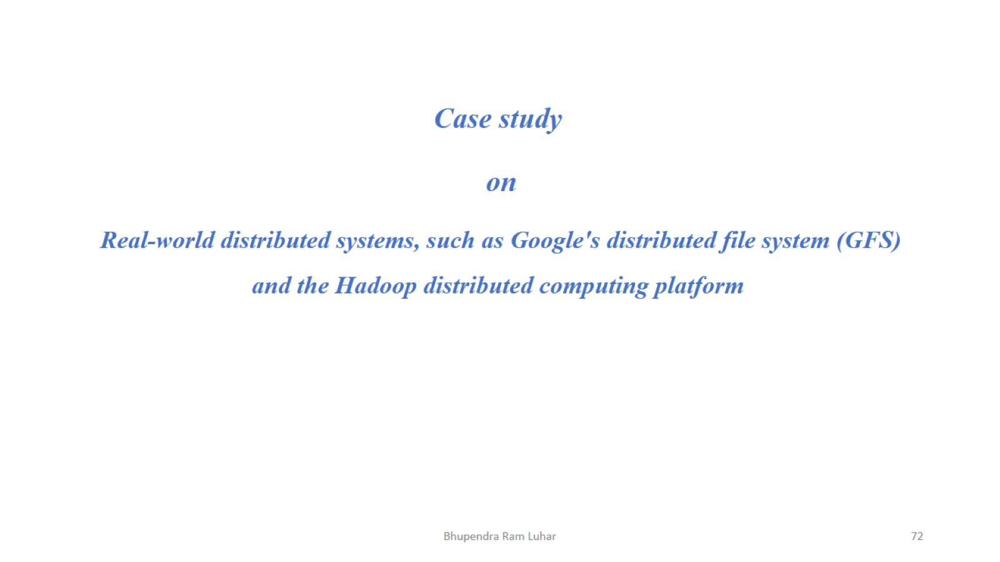 Case study
on
Real-world distributed systems, such as Google's distributed file system (GFS)
and the Hadoop distributed computing platform
Bhupendra Ram Luhar
72